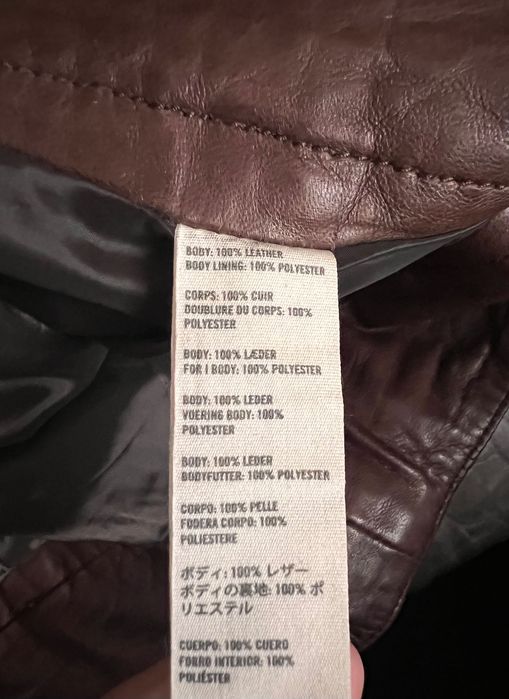 BODY: 100% LEATHER
BODY LINING: 100% POLYESTER
CORPS: 100% CUIR
DOUBLURE DU CORPS: 100%
POLYESTER
BODY: 100% LÆDER
FOR I BODY: 100% POLYESTER
BODY: 100% LEDER
VOERING BODY: 100%
POLYESTER
BODY: 100% LEDER
BODYFUTTER: 100% POLYESTER
CORPO: 100% PELLE
FODERA CORPO: 100%
POLIESTERE
ボディ: 100% レザー
ボディの裏地: 100% ポ
リエステル
CUERPO: 100% CUERO
FORRO INTERIOR: 100%
POLIÉSTER